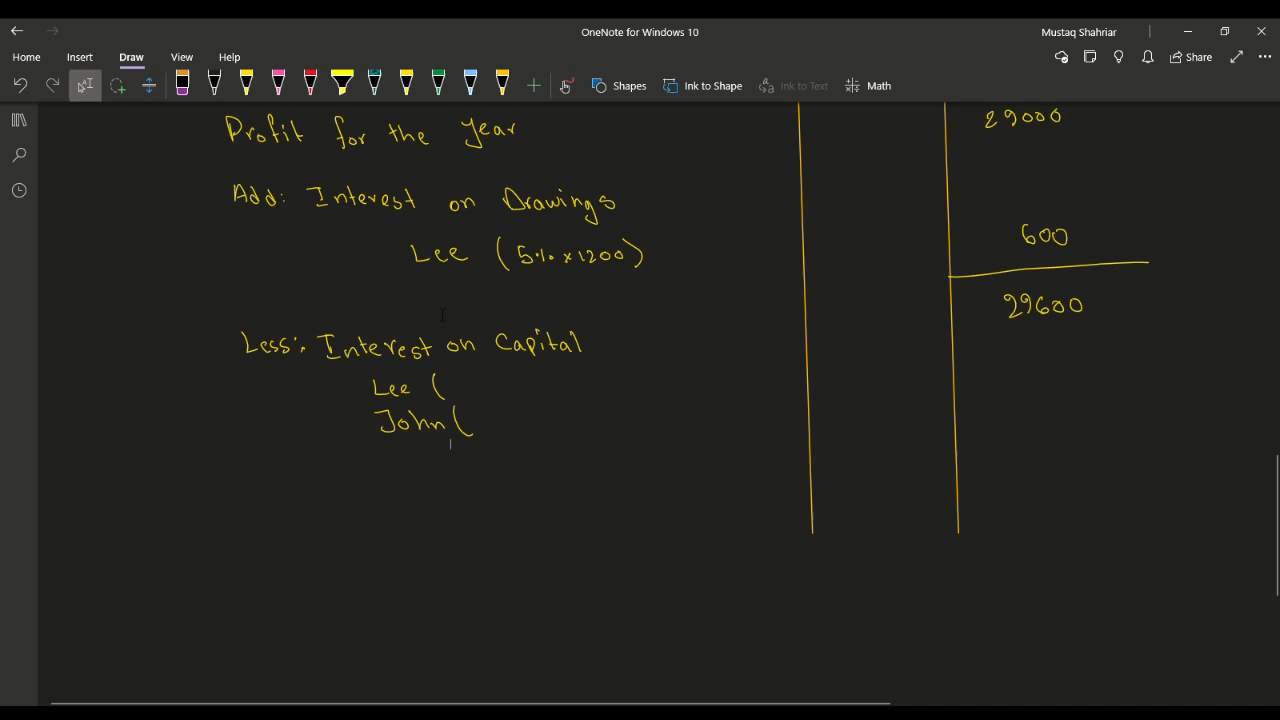 OneNote for Windows 10
Mustaq Shahriar
Home Insert Draw View Help
Share
Shapes Ink to Shape Ink to Text Math
Profit for the year 29000
Add: Interest on Drawings
600
Lee (5% x 1200)
29600
Less: Interest on Capital
Lee (
John (